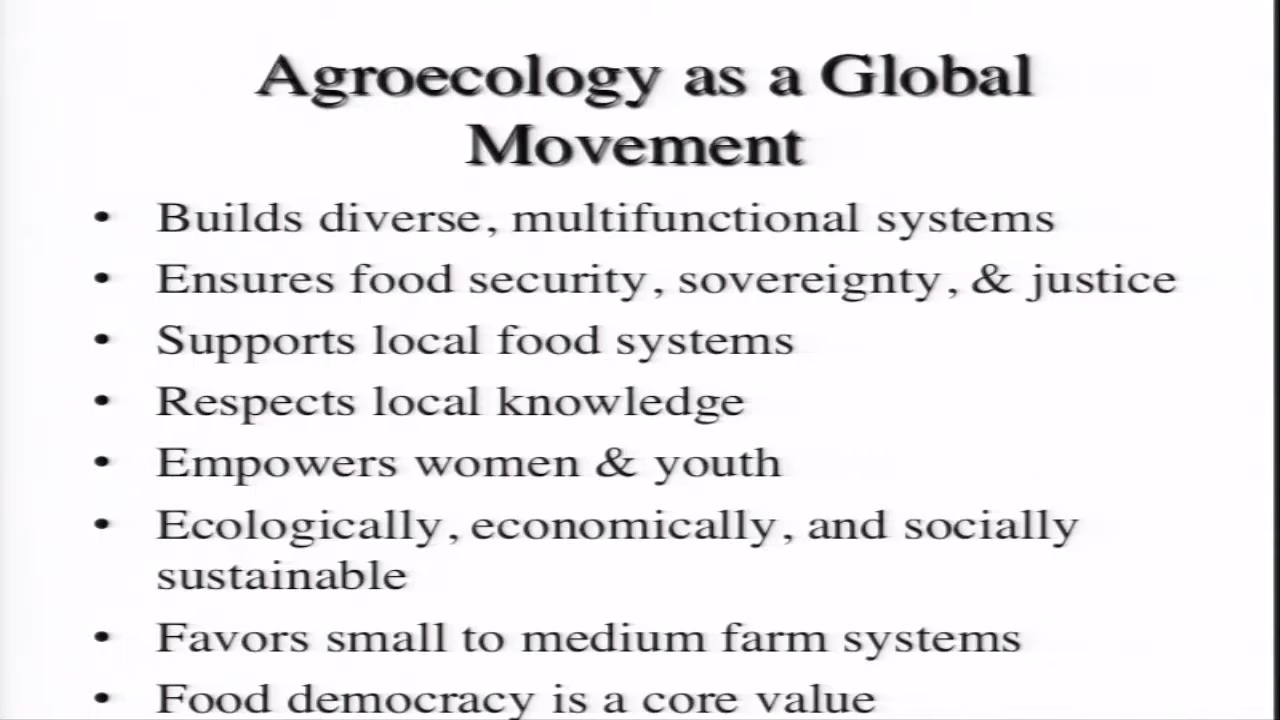 Agroecology as a Global
Movement
• Builds diverse, multifunctional systems
• Ensures food security, sovereignty, & justice
• Supports local food systems
• Respects local knowledge
• Empowers women & youth
• Ecologically, economically, and socially
sustainable
• Favors small to medium farm systems
• Food democracy is a core value